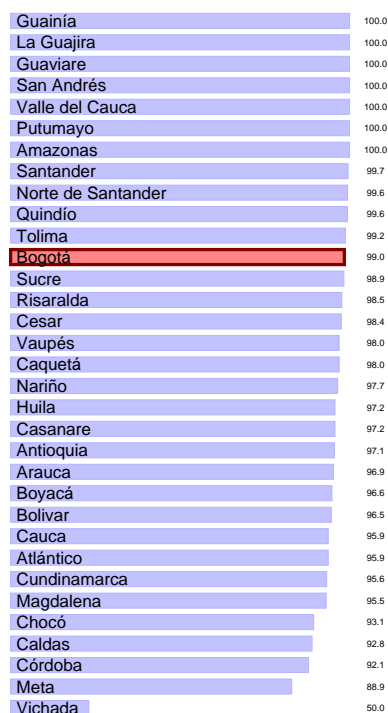 Guainía 100.0
La Guajira 100.0
Guaviare 100.0
San Andrés 100.0
Valle del Cauca 100.0
Putumayo 100.0
Amazonas 100.0
Santander 99.7
Norte de Santander 99.6
Quindío 99.6
Tolima 99.2
Bogotá 99.0
Sucre 98.9
Risaralda 98.5
Cesar 98.4
Vaupés 98.0
Caquetá 98.0
Nariño 97.7
Huila 97.2
Casanare 97.2
Antioquia 97.1
Arauca 96.9
Boyacá 96.6
Bolivar 96.5
Cauca 95.9
Atlántico 95.9
Cundinamarca 95.6
Magdalena 95.5
Chocó 93.1
Caldas 92.8
Córdoba 92.1
Meta 88.9
Vichada 50.0